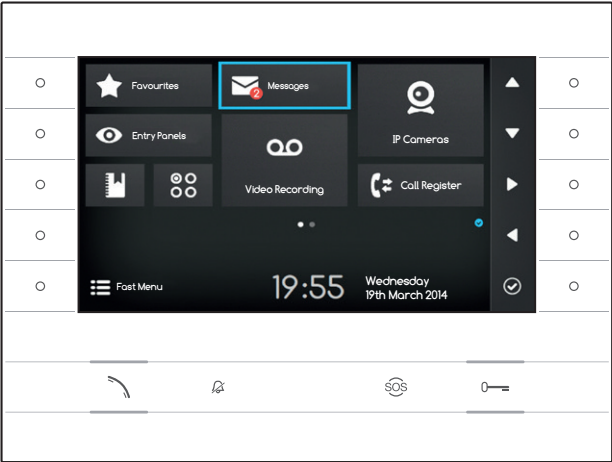 Favourites
Messages
2
Entry Panels
IP Cameras
Video Recording
Call Register
Fast Menu
19:55
Wednesday
19th March 2014
SOS